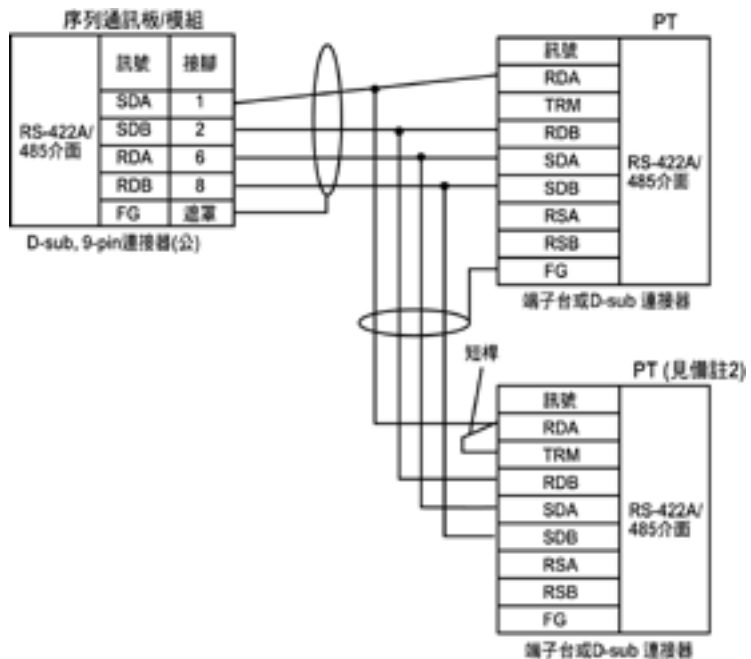 序列通訊板/模組
訊號 接腳
SDA 1
SDB 2
RDA 6
RDB 8
FG 遮罩
RS-422A/
485介面
D-sub, 9-pin連接器(公)
PT
訊號
RDA
TRM
RDB
SDA
SDB
RSA
RSB
FG
RS-422A/
485介面
端子台或D-sub 連接器
短桿
PT (見備註2)
訊號
RDA
TRM
RDB
SDA
SDB
RSA
RSB
FG
RS-422A/
485介面
端子台或D-sub 連接器